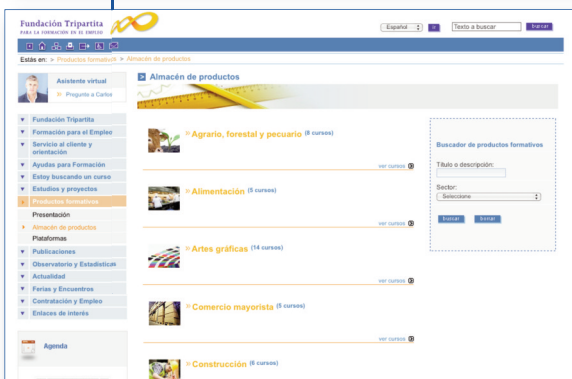 Fundación Tripartita
PARA LA FORMACIÓN EN EL EMPLEO
Español
Texto a buscar
buscar
Estás en: > Productos formativos > Almacén de productos
Asistente virtual
Pregunte a Carlos
Fundación Tripartita
Formación para el Empleo
Servicio al cliente y
orientación
Ayudas para Formación
Estoy buscando un curso
Estudios y proyectos
Productos formativos
Presentación
Almacén de productos
Plataformas
Publicaciones
Observatorio y Estadísticas
Actualidad
Ferias y Encuentros
Contratación y Empleo
Enlaces de interés
Agenda
Almacén de productos
Agrario, forestal y pecuario (8 cursos)
ver cursos
Alimentación (5 cursos)
ver cursos
Artes gráficas (14 cursos)
ver cursos
Comercio mayorista (5 cursos)
ver cursos
Construcción (6 cursos)
Buscador de productos formativos
Título o descripción:
Sector:
Seleccione
buscar
borrar